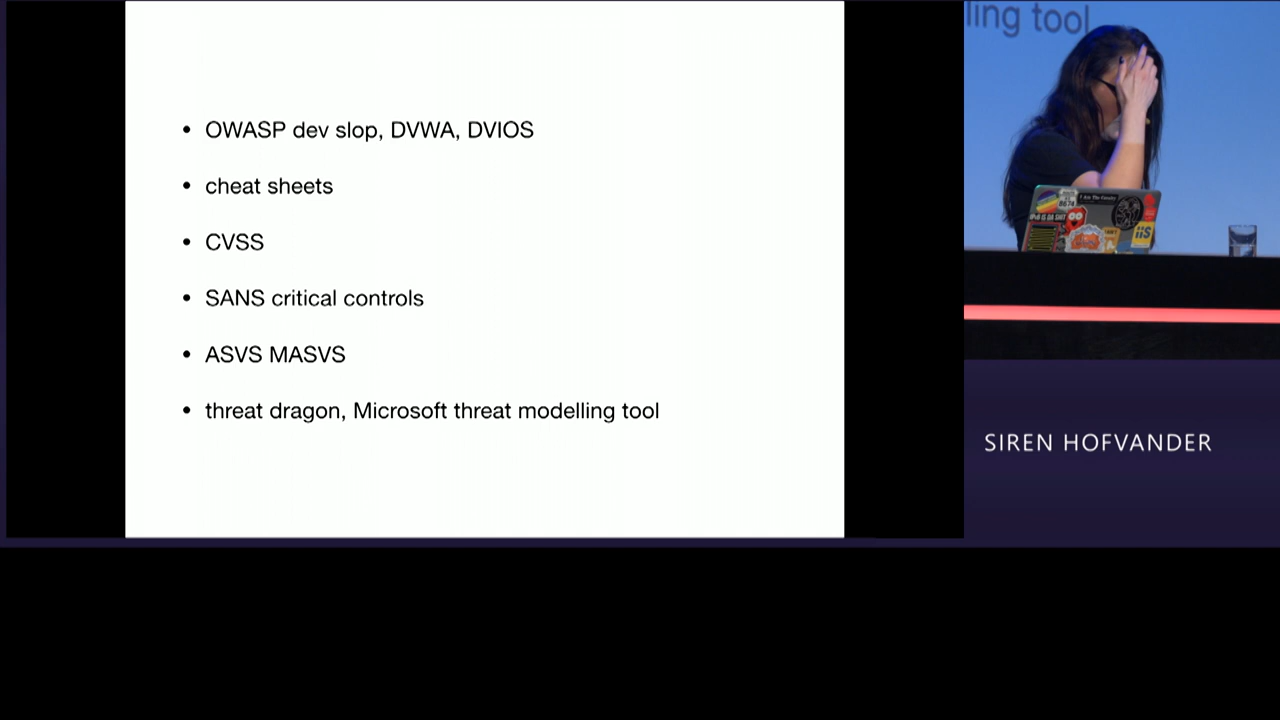 • OWASP dev slop, DVWA, DVIOS
• cheat sheets
• CVSS
• SANS critical controls
• ASVS MASVS
• threat dragon, Microsoft threat modelling tool
ling tool
IIS
SIREN HOFVANDER